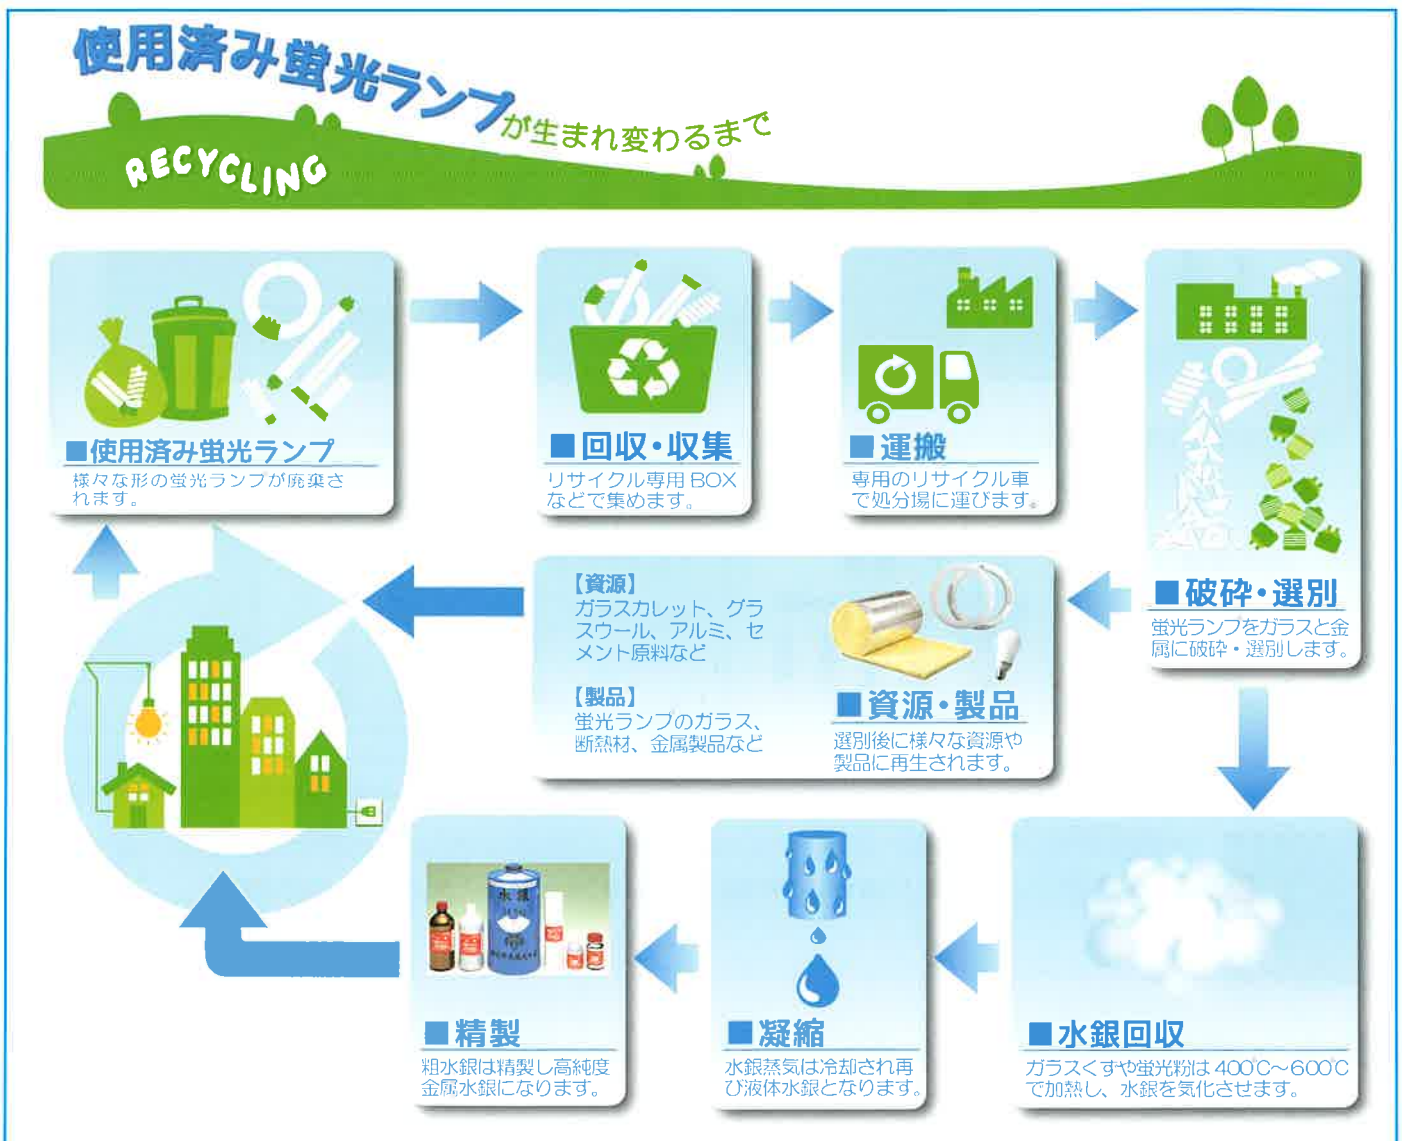 使用済み蛍光ランプが生まれ変わるまで
RECYCLING
■使用済み蛍光ランプ
様々な形の蛍光ランプが廃棄さ
れます。
■回収・収集
リサイクル専用BOX
などで集めます。
■運搬
専用のリサイクル車
で処分場に運びます。
■破砕・選別
蛍光ランプをガラスと金
属に破砕・選別します。
【資源】
ガラスカレット、グラ
スウール、アルミ、セ
メント原料など
【製品】
蛍光ランプのガラス、
断熱材、金属製品など
■資源・製品
選別後に様々な資源や
製品に再生されます。
水銀
■精製
粗水銀は精製し高純度
金属水銀になります。
■凝縮
水銀蒸気は冷却され再
び液体水銀となります。
■水銀回収
ガラスくずや蛍光粉は400℃～600℃
で加熱し、水銀を気化させます。